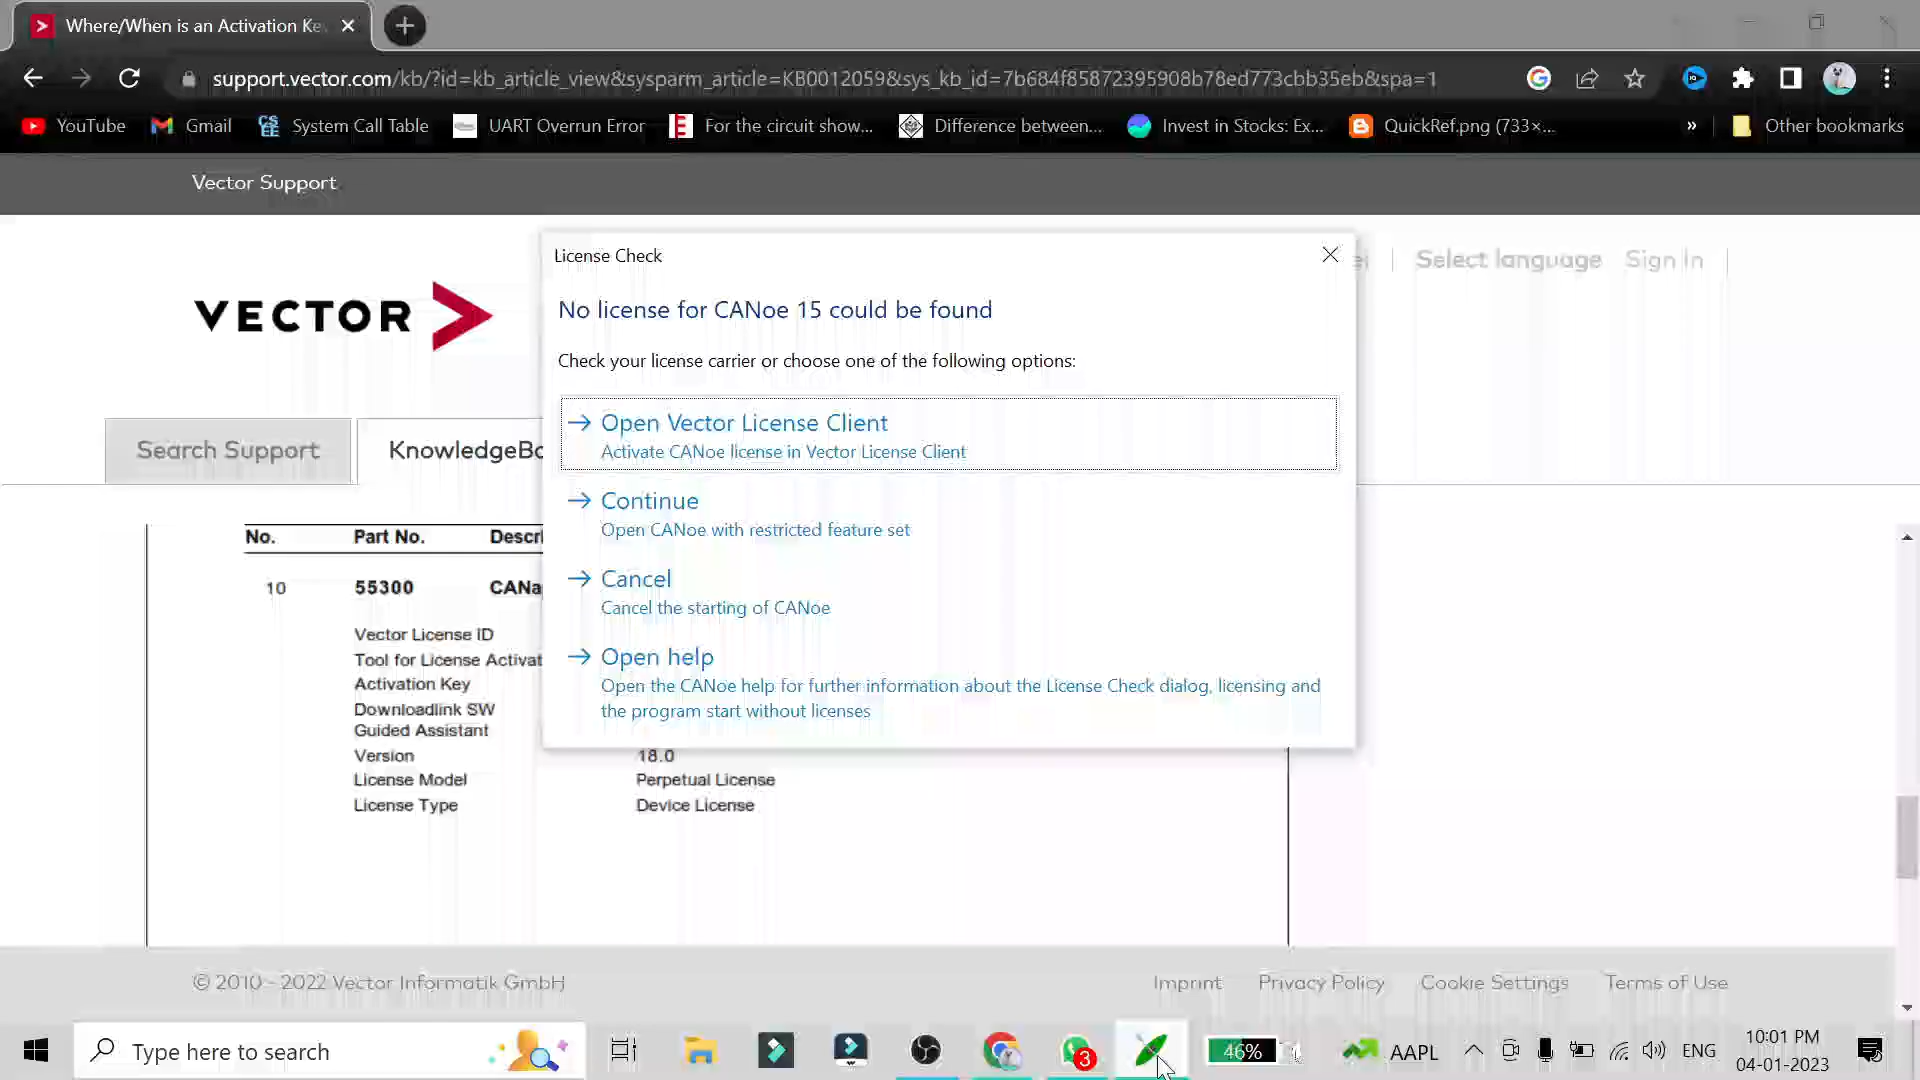 Where/When is an Activation Ke
support.vector.com/kb/?id=kb_article_view&sysparm_article=KB0012059&sys_kb_id=7b684f85872395908b78ed773cbb35eb&spa=1
YouTube Gmail System Call Table UART Overrun Error For the circuit show... Difference between... Invest in Stocks: Ex... QuickRef.png (733×... » Other bookmarks
Vector Support
Select language Sign In
VECTOR
Search Support KnowledgeBa
License Check
No license for CANoe 15 could be found
Check your license carrier or choose one of the following options:
Open Vector License Client
Activate CANoe license in Vector License Client
Continue
Open CANoe with restricted feature set
Cancel
Cancel the starting of CANoe
Open help
Open the CANoe help for further information about the License Check dialog, licensing and
the program start without licenses
No. Part No. Descri
10 55300 CANa
Vector License ID
Tool for License Activat
Activation Key
Downloadlink SW
Guided Assistant
Version 18.0
License Model Perpetual License
License Type Device License
© 2010 - 2022 Vector Informatik GmbH Imprint Privacy Policy Cookie Settings Terms of Use
Type here to search
3
46%
AAPL
ENG
10:01 PM
04-01-2023